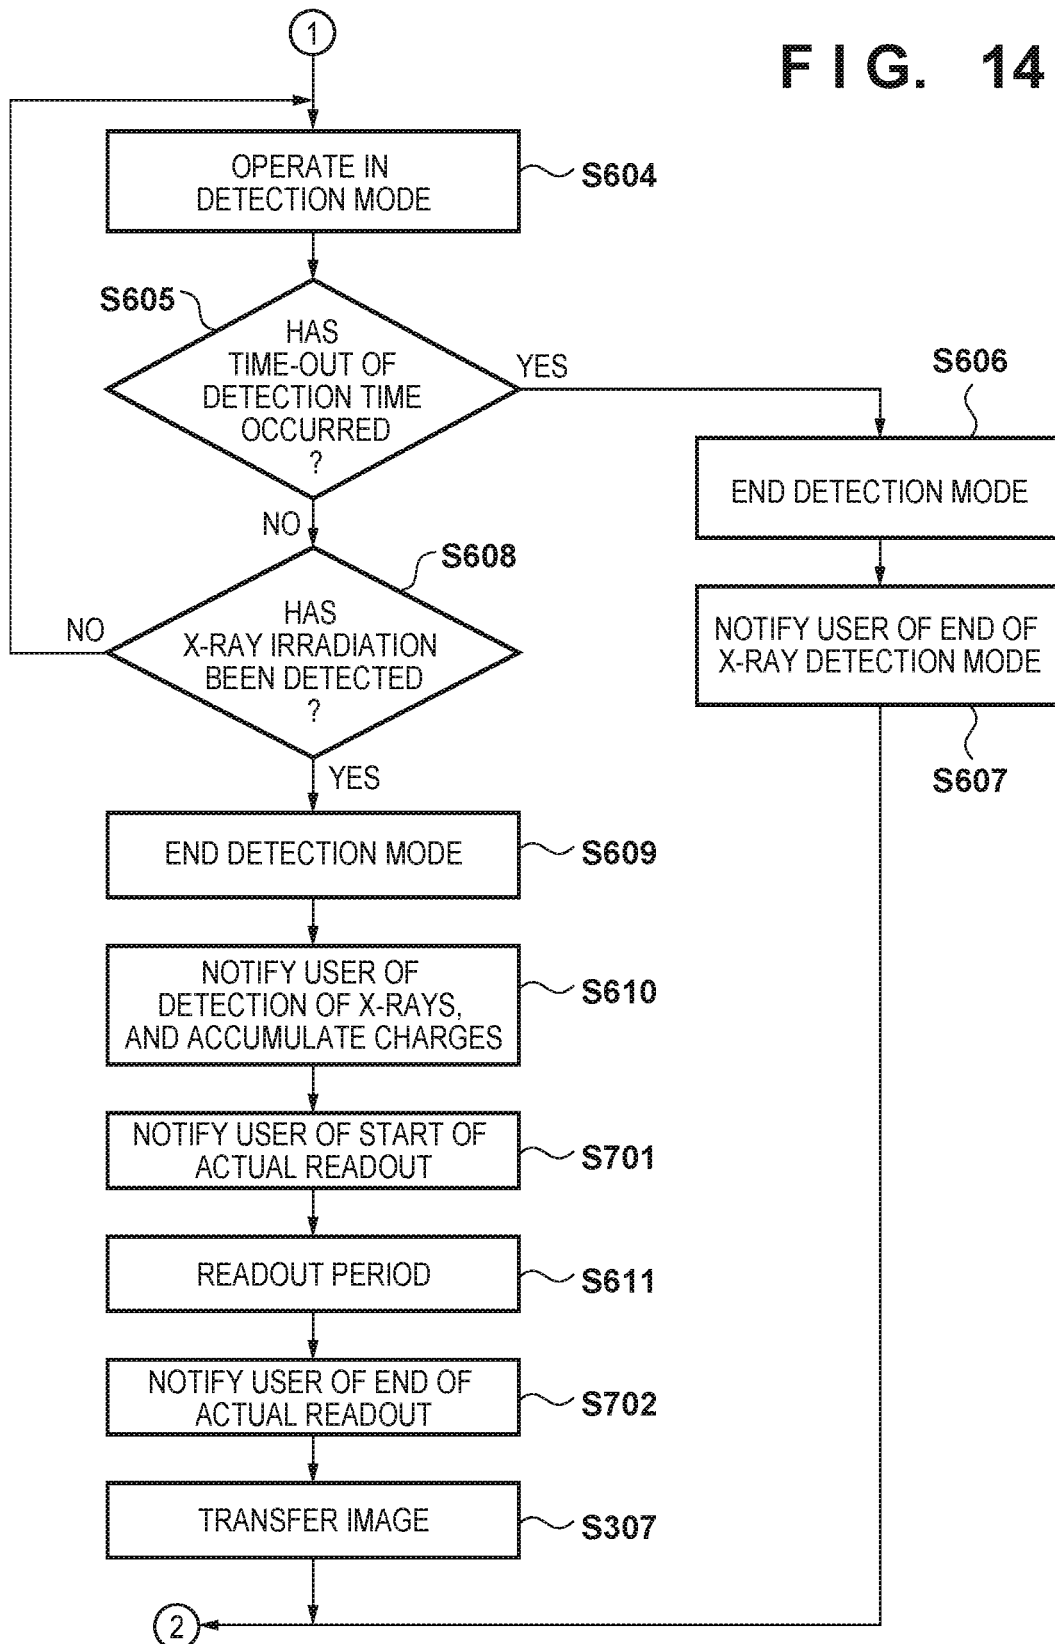 1
FIG. 14
OPERATE IN
DETECTION MODE
S604
S605
HAS
TIME-OUT OF
DETECTION TIME
OCCURRED
?
YES
S606
END DETECTION MODE
NO
S608
HAS
X-RAY IRRADIATION
BEEN DETECTED
?
NO
NOTIFY USER OF END OF
X-RAY DETECTION MODE
S607
YES
END DETECTION MODE
S609
NOTIFY USER OF
DETECTION OF X-RAYS,
AND ACCUMULATE CHARGES
S610
NOTIFY USER OF START OF
ACTUAL READOUT
S701
READOUT PERIOD
S611
NOTIFY USER OF END OF
ACTUAL READOUT
S702
TRANSFER IMAGE
S307
2